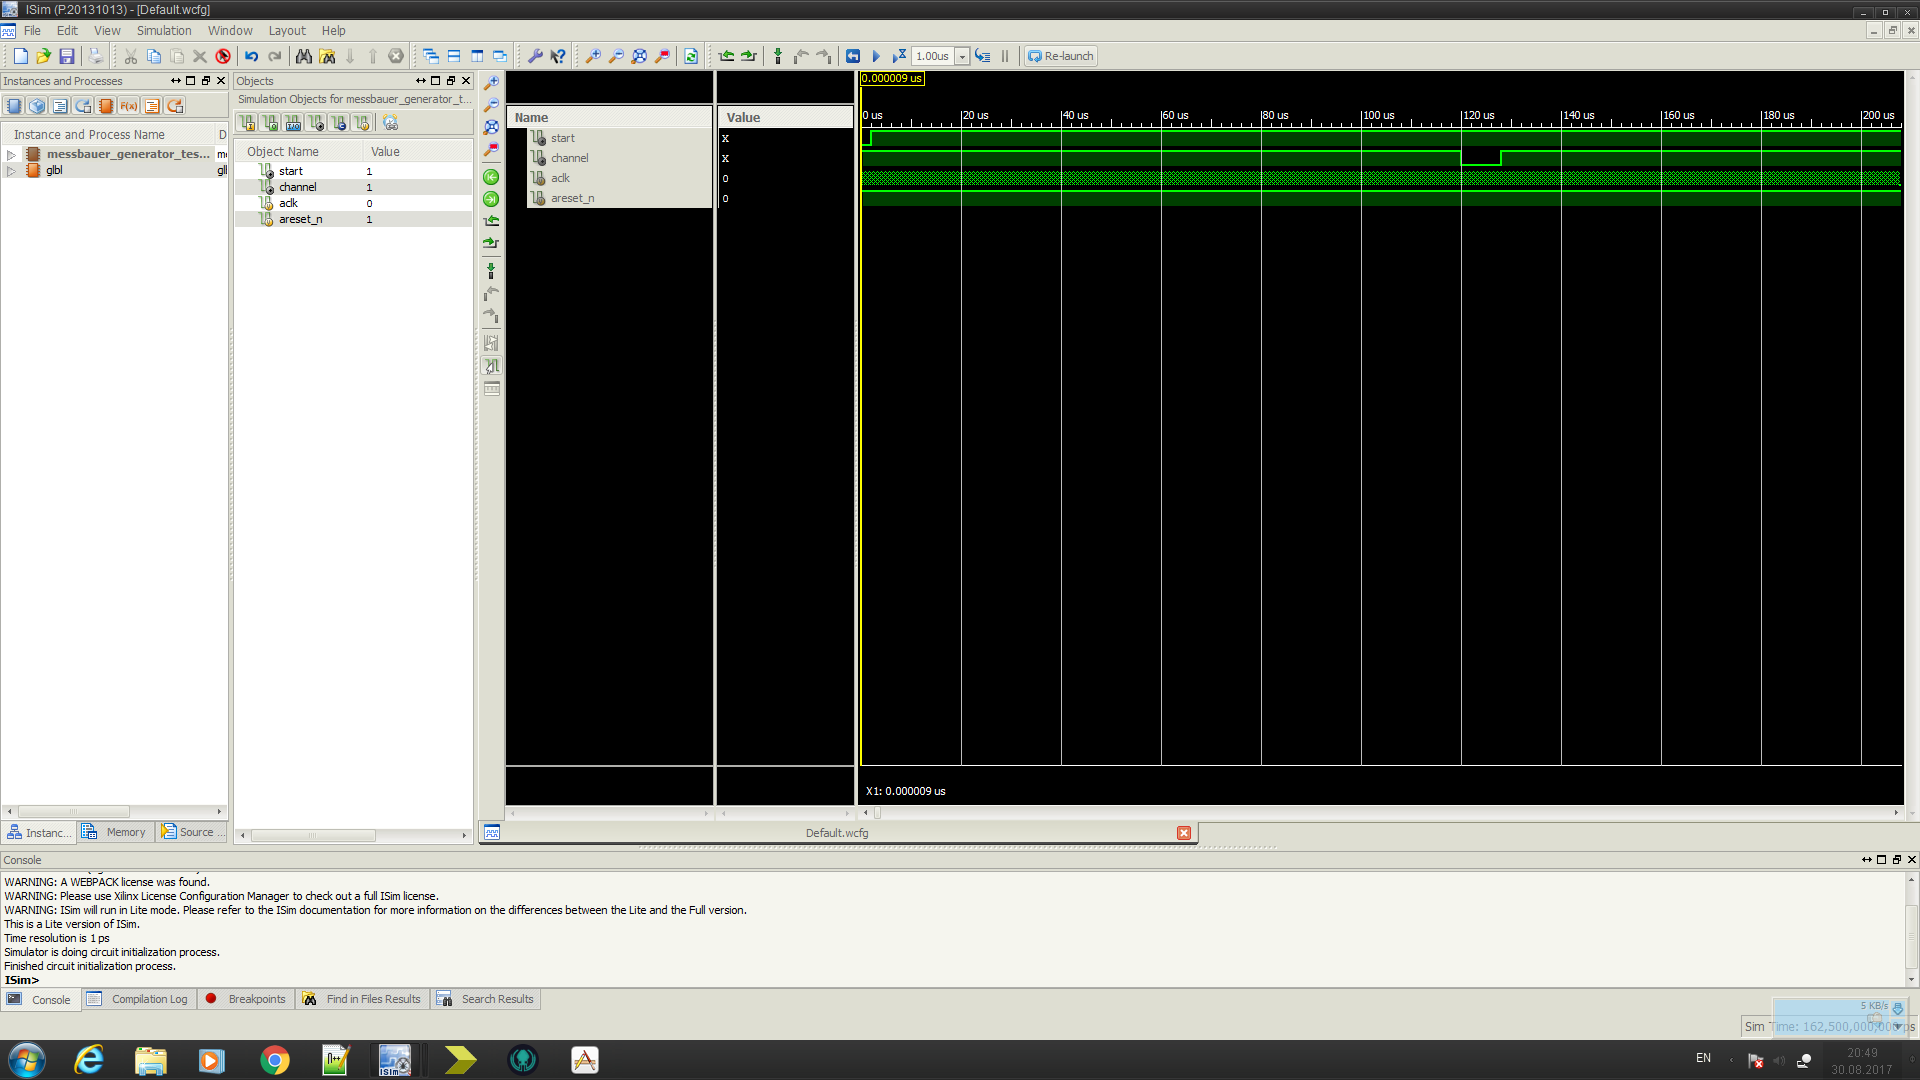 ISim (P.20131013) - [Default.wcfg]
File Edit View Simulation Window Layout Help
1.00us
Re-launch
Instances and Processes
Instance and Process Name
messbauer_generator_tes...
glbl
Objects
Simulation Objects for messbauer_generator_t...
Object Name Value
start 1
channel 1
aclk 0
areset_n 1
Name Value
start X
channel X
aclk 0
areset_n 0
0.000009 us
0 us 20 us 40 us 60 us 80 us 100 us 120 us 140 us 160 us 180 us 200 us
X1: 0.000009 us
Instanc... Memory Source ...
Default.wcfg
Console
WARNING: A WEBPACK license was found.
WARNING: Please use Xilinx License Configuration Manager to check out a full ISim license.
WARNING: ISim will run in Lite mode. Please refer to the ISim documentation for more information on the differences between the Lite and the Full version.
This is a Lite version of ISim.
Time resolution is 1 ps
Simulator is doing circuit initialization process.
Finished circuit initialization process.
ISim>
Console Compilation Log Breakpoints Find in Files Results Search Results
5 KB/s
Sim Time: 162,500,000,000 ps
EN
20:49
30.08.2017